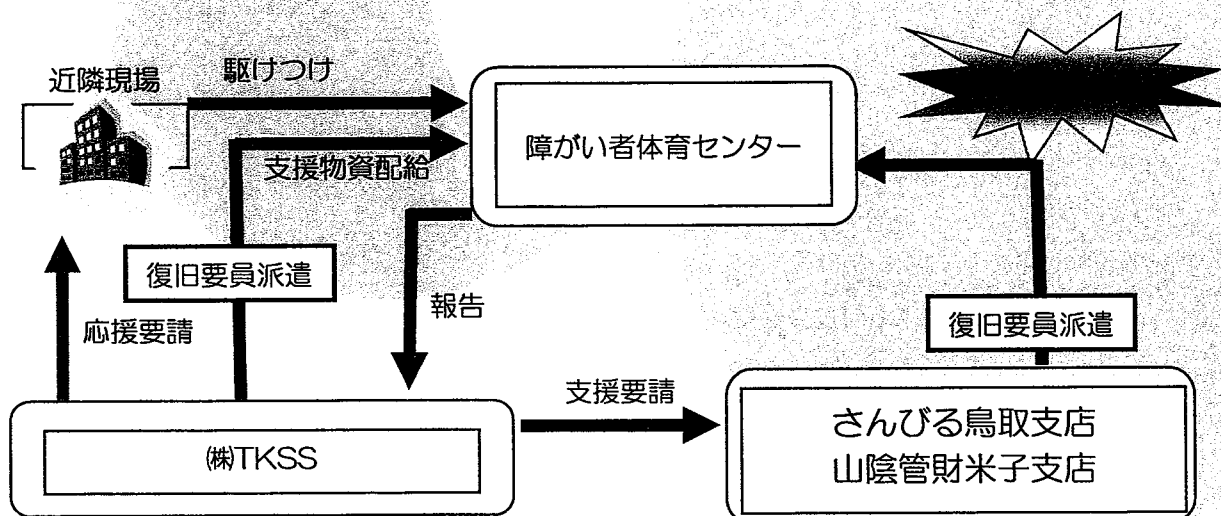 近隣現場
駆けつけ
支援物資配給
障がい者体育センター
復旧要員派遣
応援要請
報告
復旧要員派遣
支援要請
㈱TKSS
さんびる鳥取支店
山陰管財米子支店